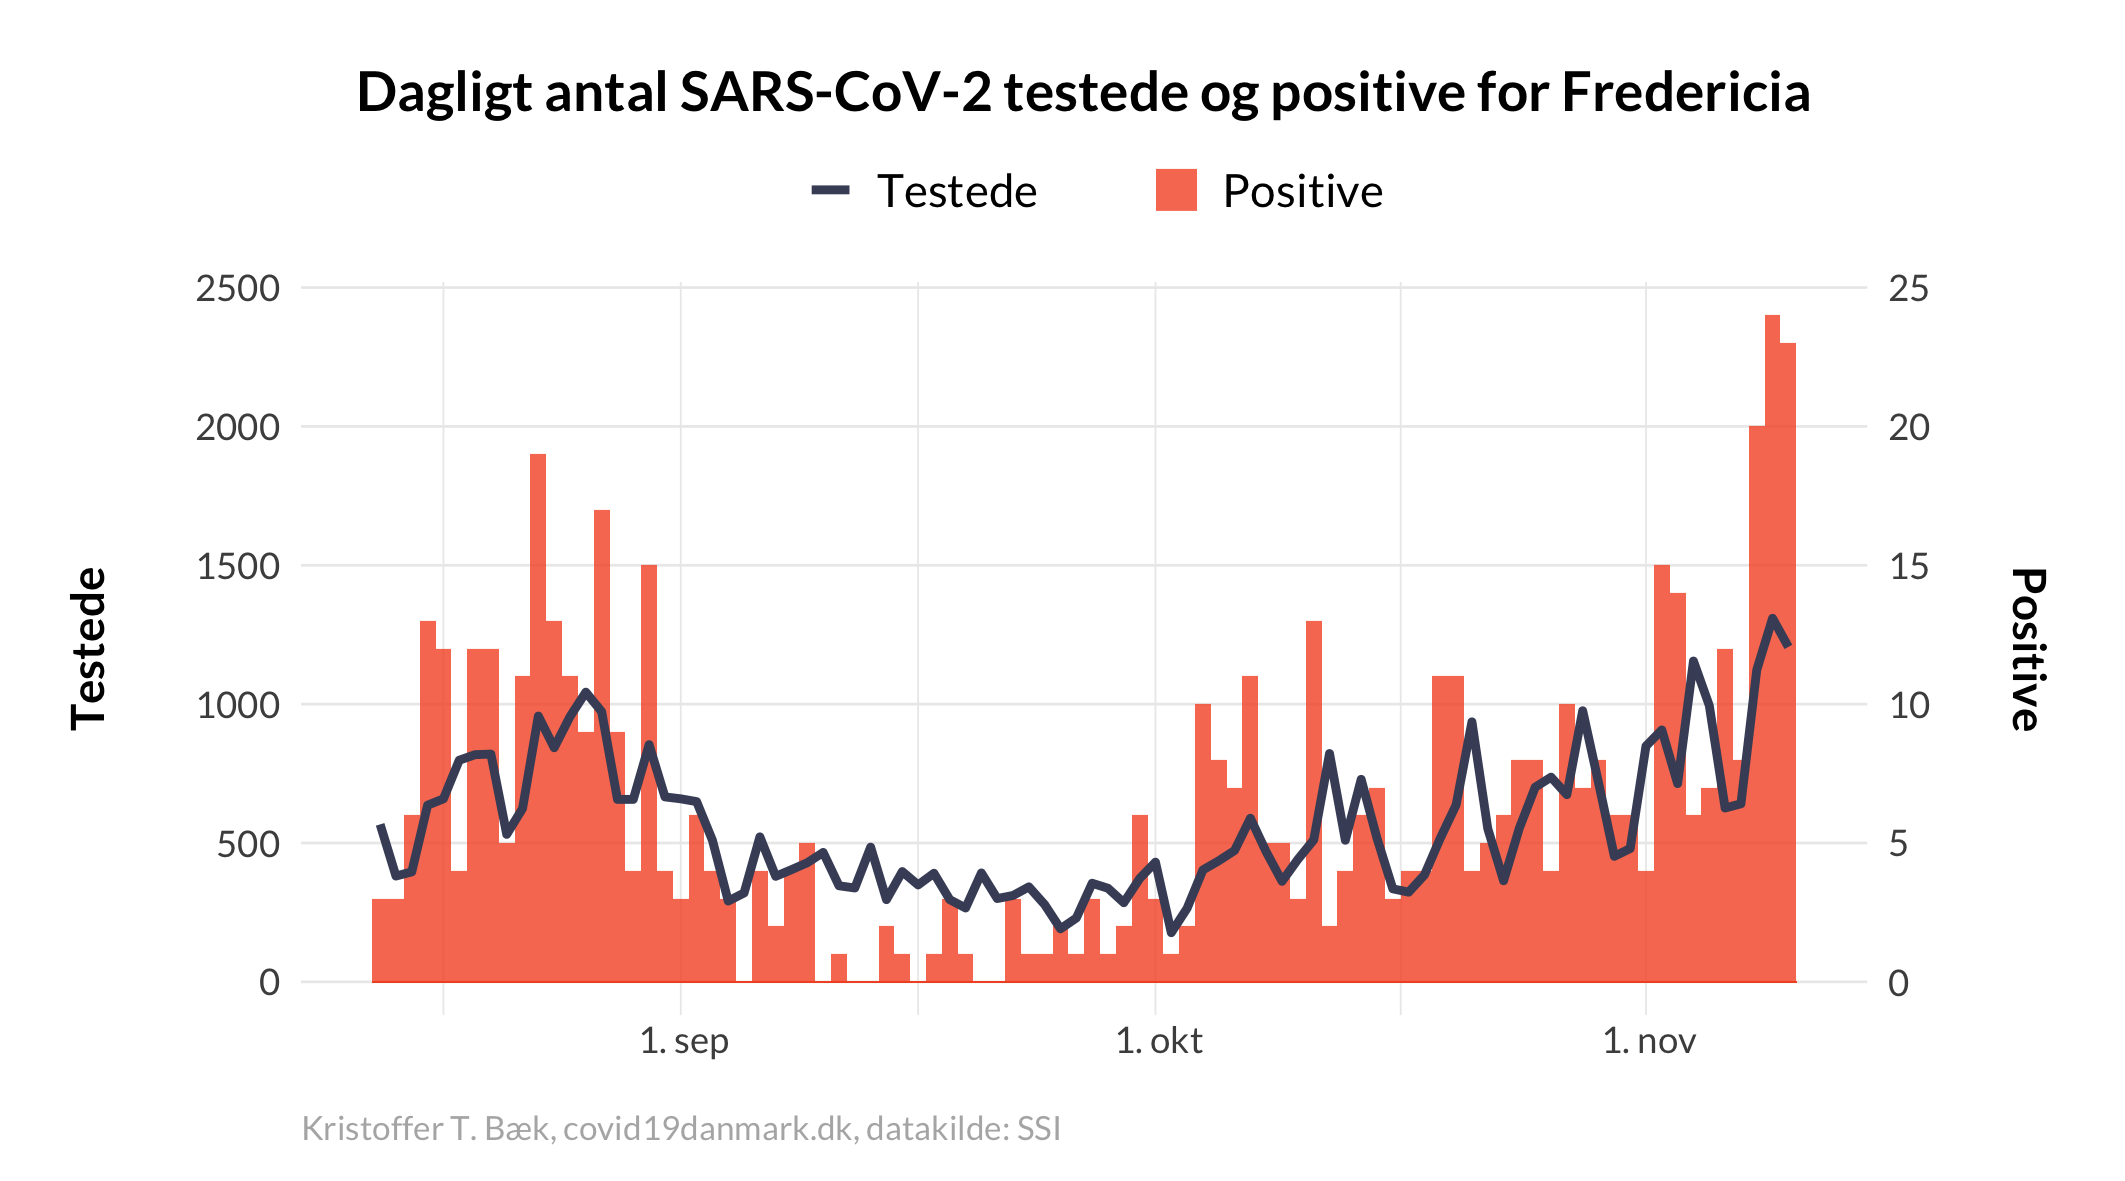 Dagligt antal SARS-CoV-2 testede og positive for Fredericia
Testede
Positive
2500
2000
1500
1000
500
0
Testede
25
20
15
10
5
0
Positive
1. sep
1. okt
1. nov
Kristoffer T. Bæk, covid19danmark.dk, datakilde: SSI